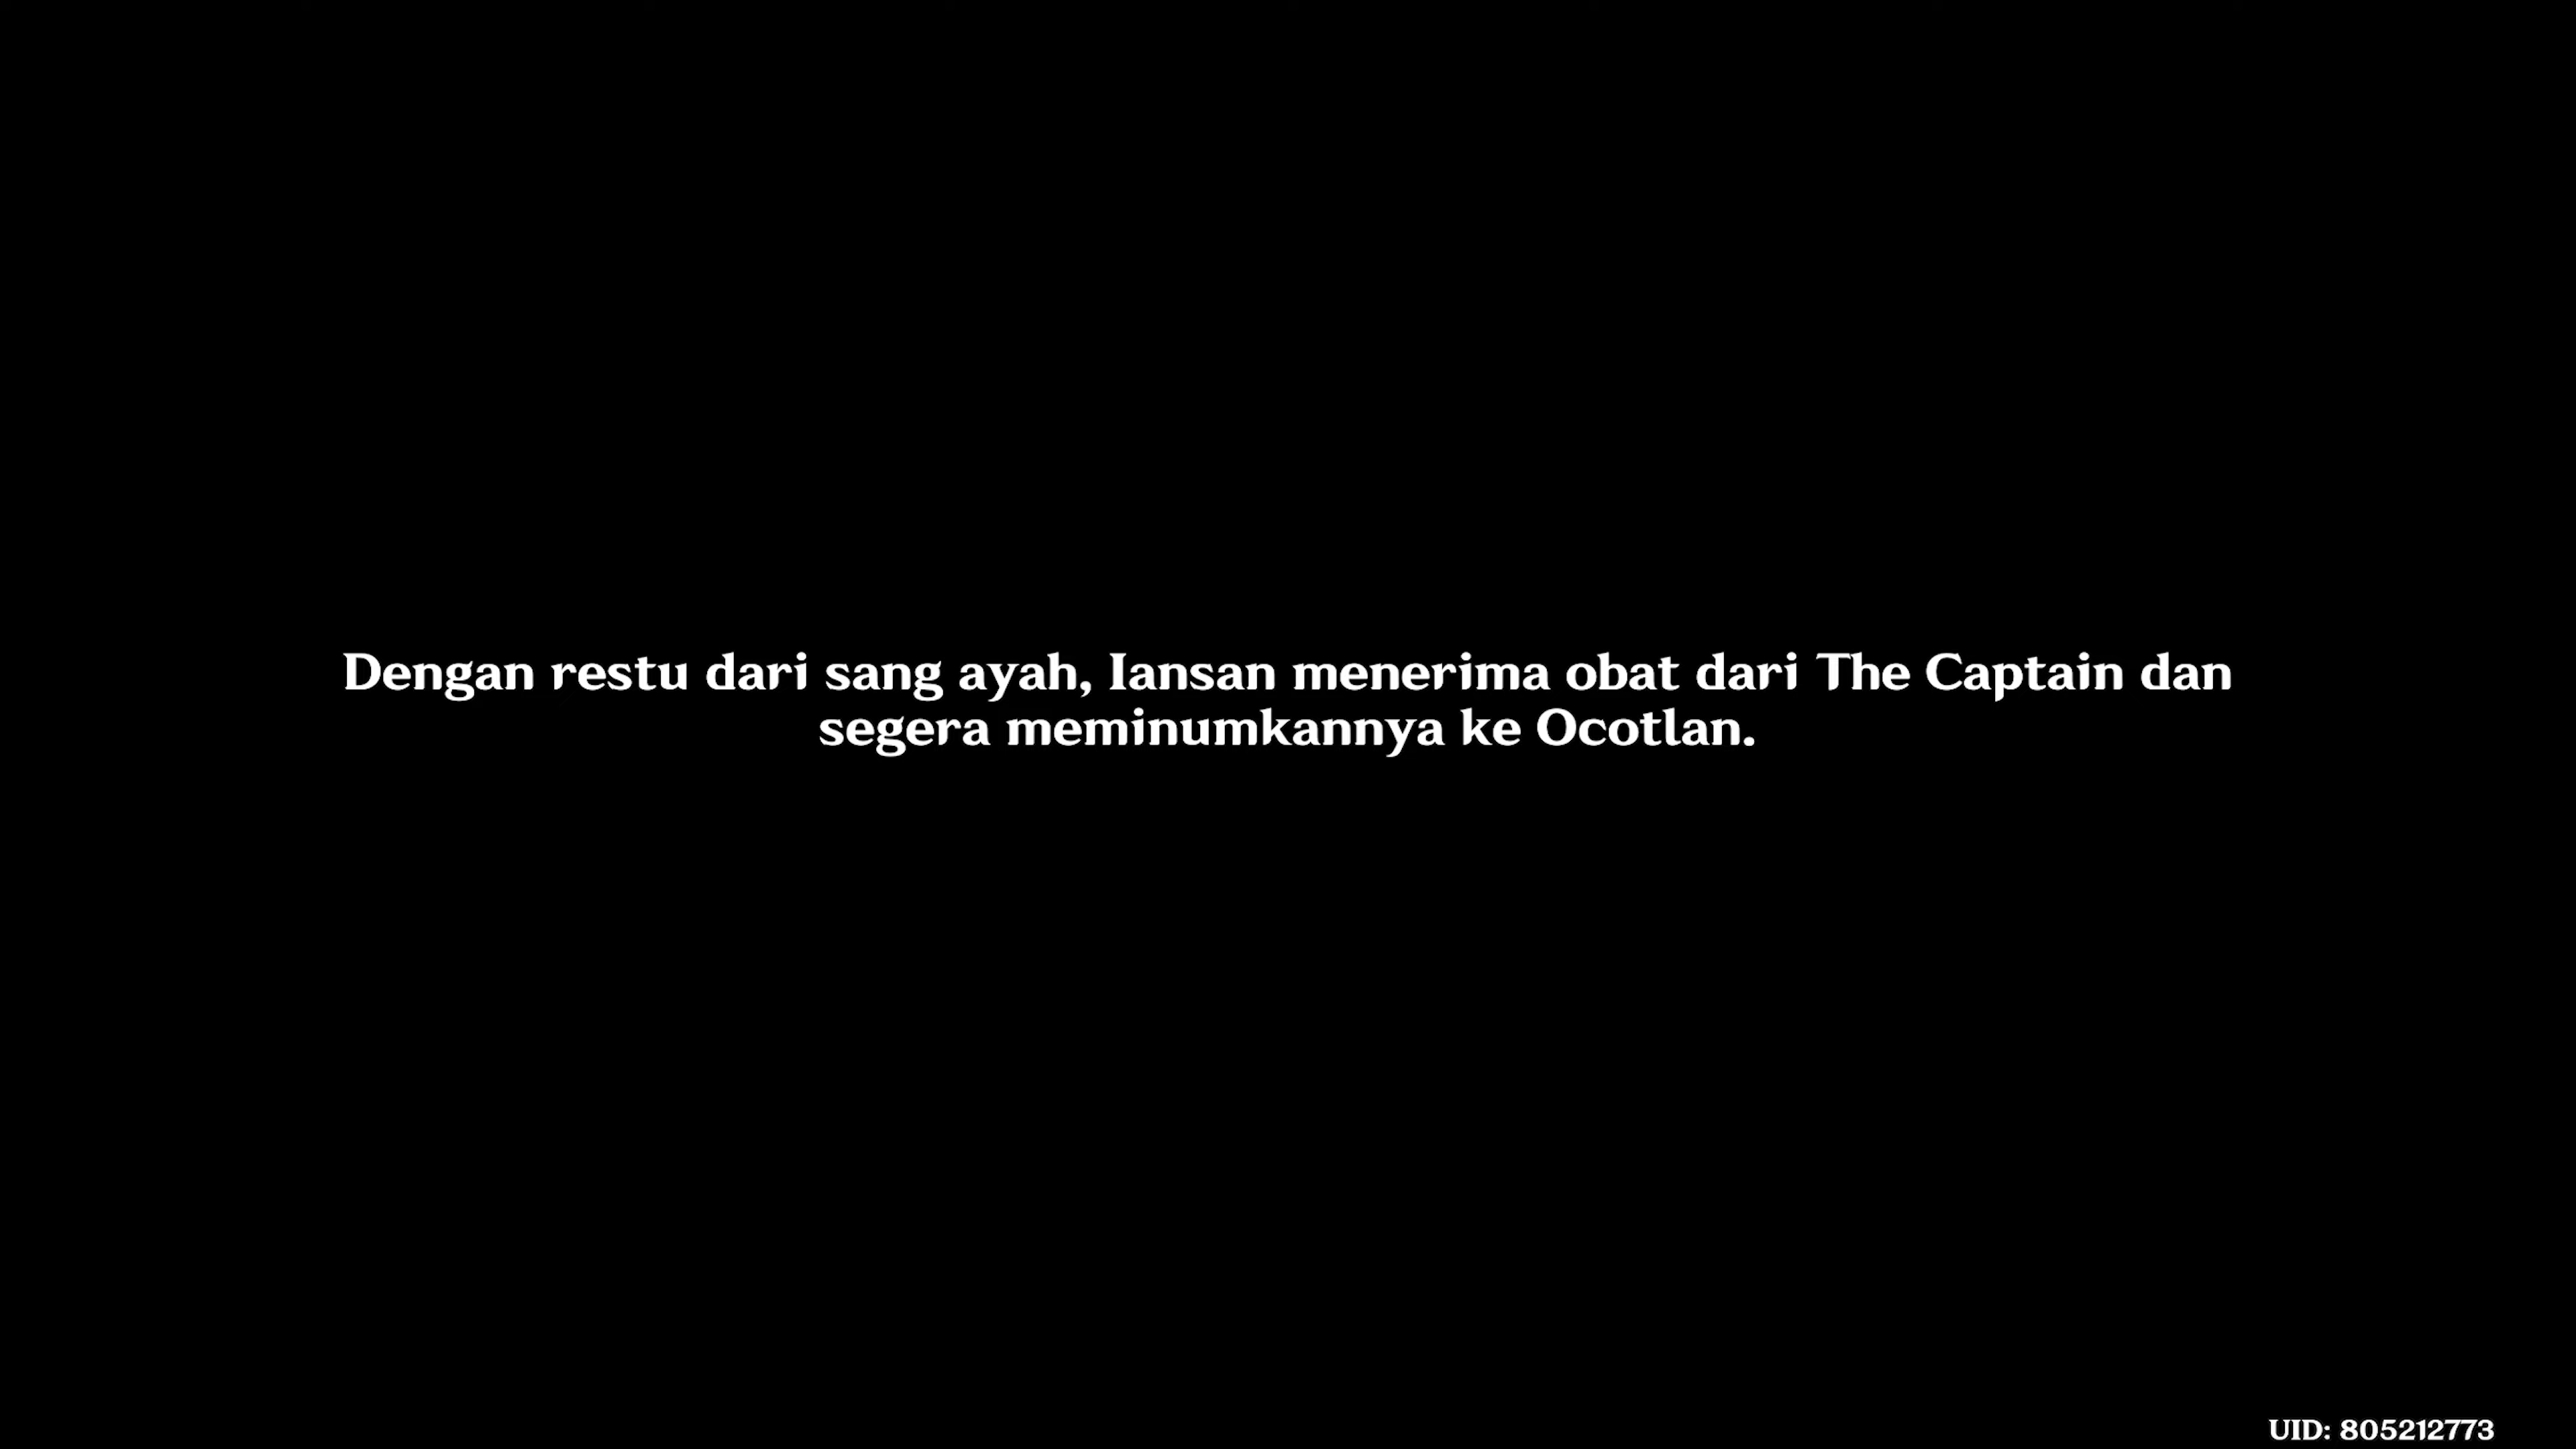 Dengan restu dari sang ayah, Iansan menerima obat dari The Captain dan
segera meminumkannya ke Ocotlan.
UID: 805212773